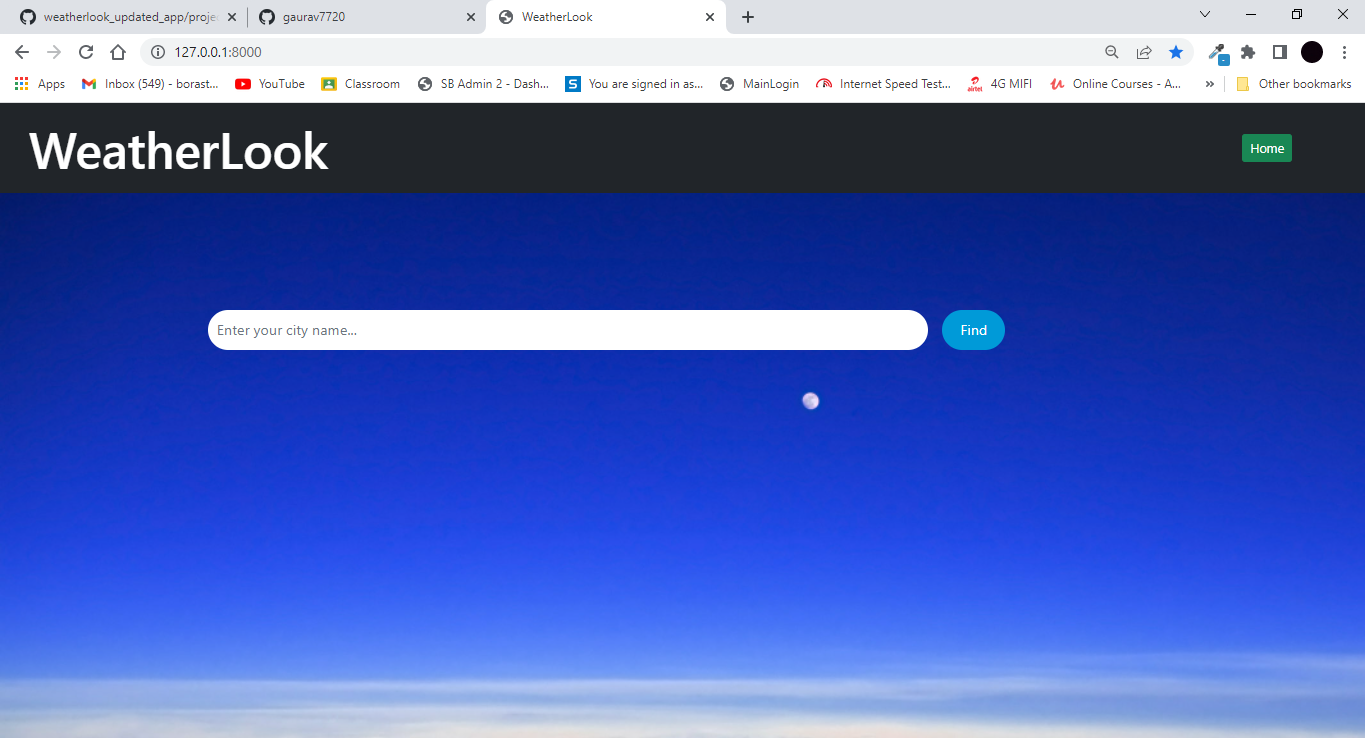 weatherlook_updated_app/proje
gaurav7720
WeatherLook
127.0.0.1:8000
Apps
Inbox (549) - borast...
YouTube
Classroom
SB Admin 2 - Dash...
S
You are signed in as...
MainLogin
Internet Speed Test...
airtel
4G MIFI
Online Courses - A...
»
Other bookmarks
WeatherLook
Home
Enter your city name...
Find